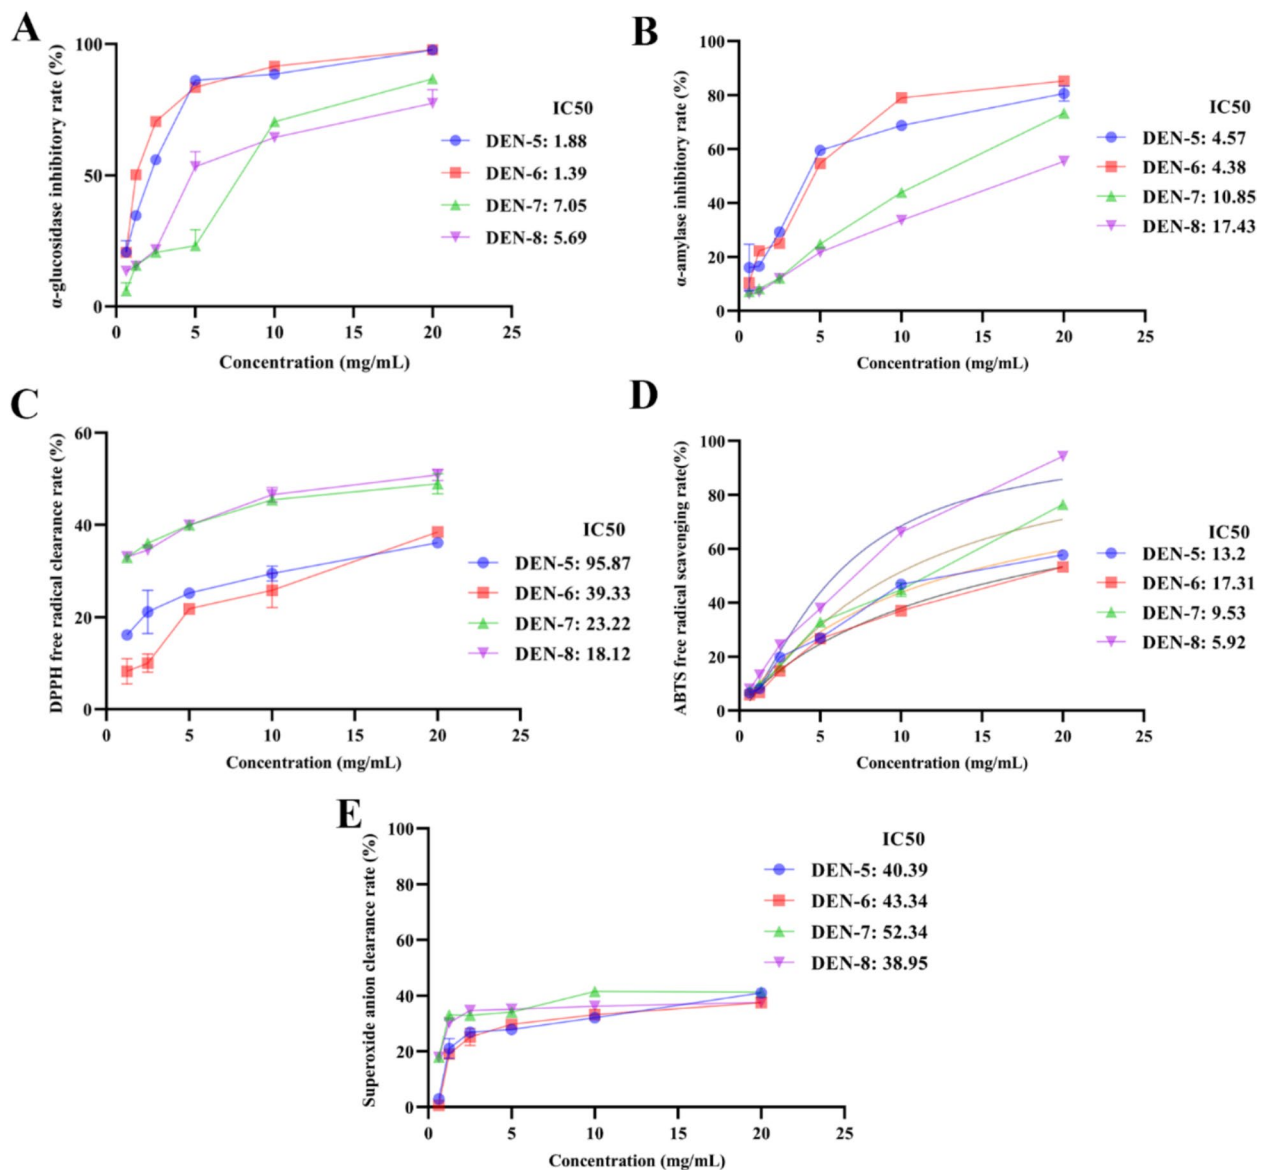 A
α-glucosidase inhibitory rate (%)
100
50
0
0 5 10 15 20 25
Concentration (mg/mL)
IC50
DEN-5: 1.88
DEN-6: 1.39
DEN-7: 7.05
DEN-8: 5.69
B
α-amylase inhibitory rate (%)
100
80
60
40
20
0
0 5 10 15 20 25
Concentration (mg/mL)
IC50
DEN-5: 4.57
DEN-6: 4.38
DEN-7: 10.85
DEN-8: 17.43
C
DPPH free radical clearance rate (%)
60
40
20
0
0 5 10 15 20 25
Concentration (mg/mL)
IC50
DEN-5: 95.87
DEN-6: 39.33
DEN-7: 23.22
DEN-8: 18.12
D
ABTS free radical scavenging rate(%)
100
80
60
40
20
0
0 5 10 15 20 25
Concentration (mg/mL)
IC50
DEN-5: 13.2
DEN-6: 17.31
DEN-7: 9.53
DEN-8: 5.92
E
Superoxide anion clearance rate (%)
100
80
60
40
20
0
0 5 10 15 20 25
Concentration (mg/mL)
IC50
DEN-5: 40.39
DEN-6: 43.34
DEN-7: 52.34
DEN-8: 38.95